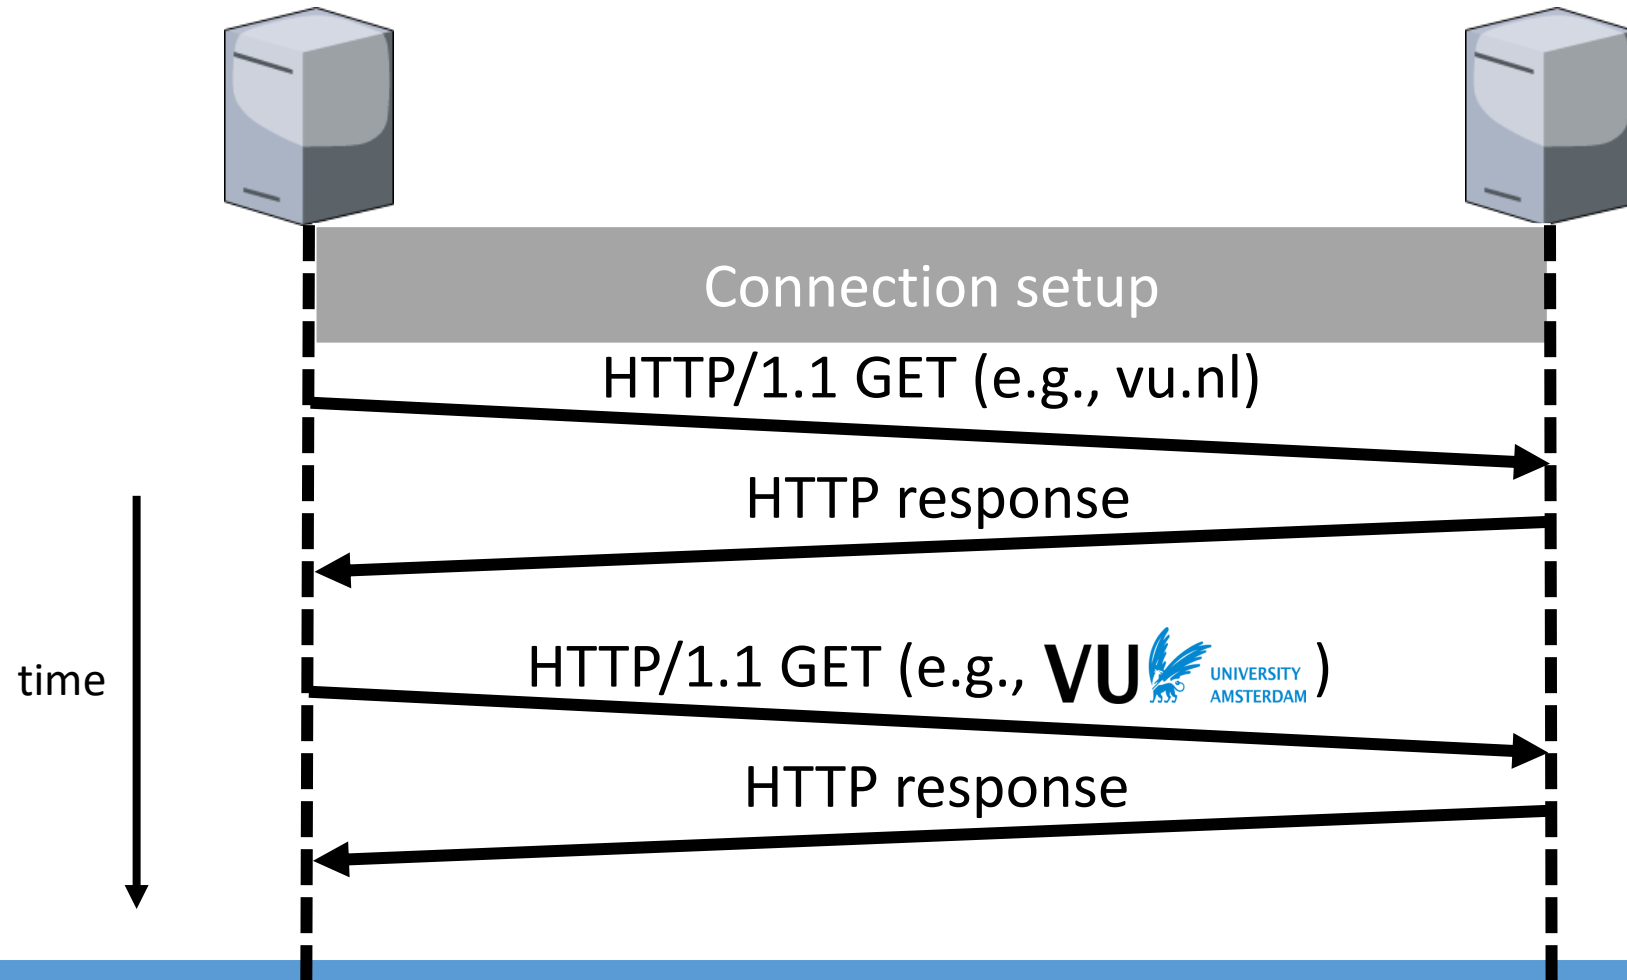 Connection setup
HTTP/1.1 GET (e.g., vu.nl)
HTTP response
time
HTTP/1.1 GET (e.g., VU UNIVERSITY AMSTERDAM )
HTTP response